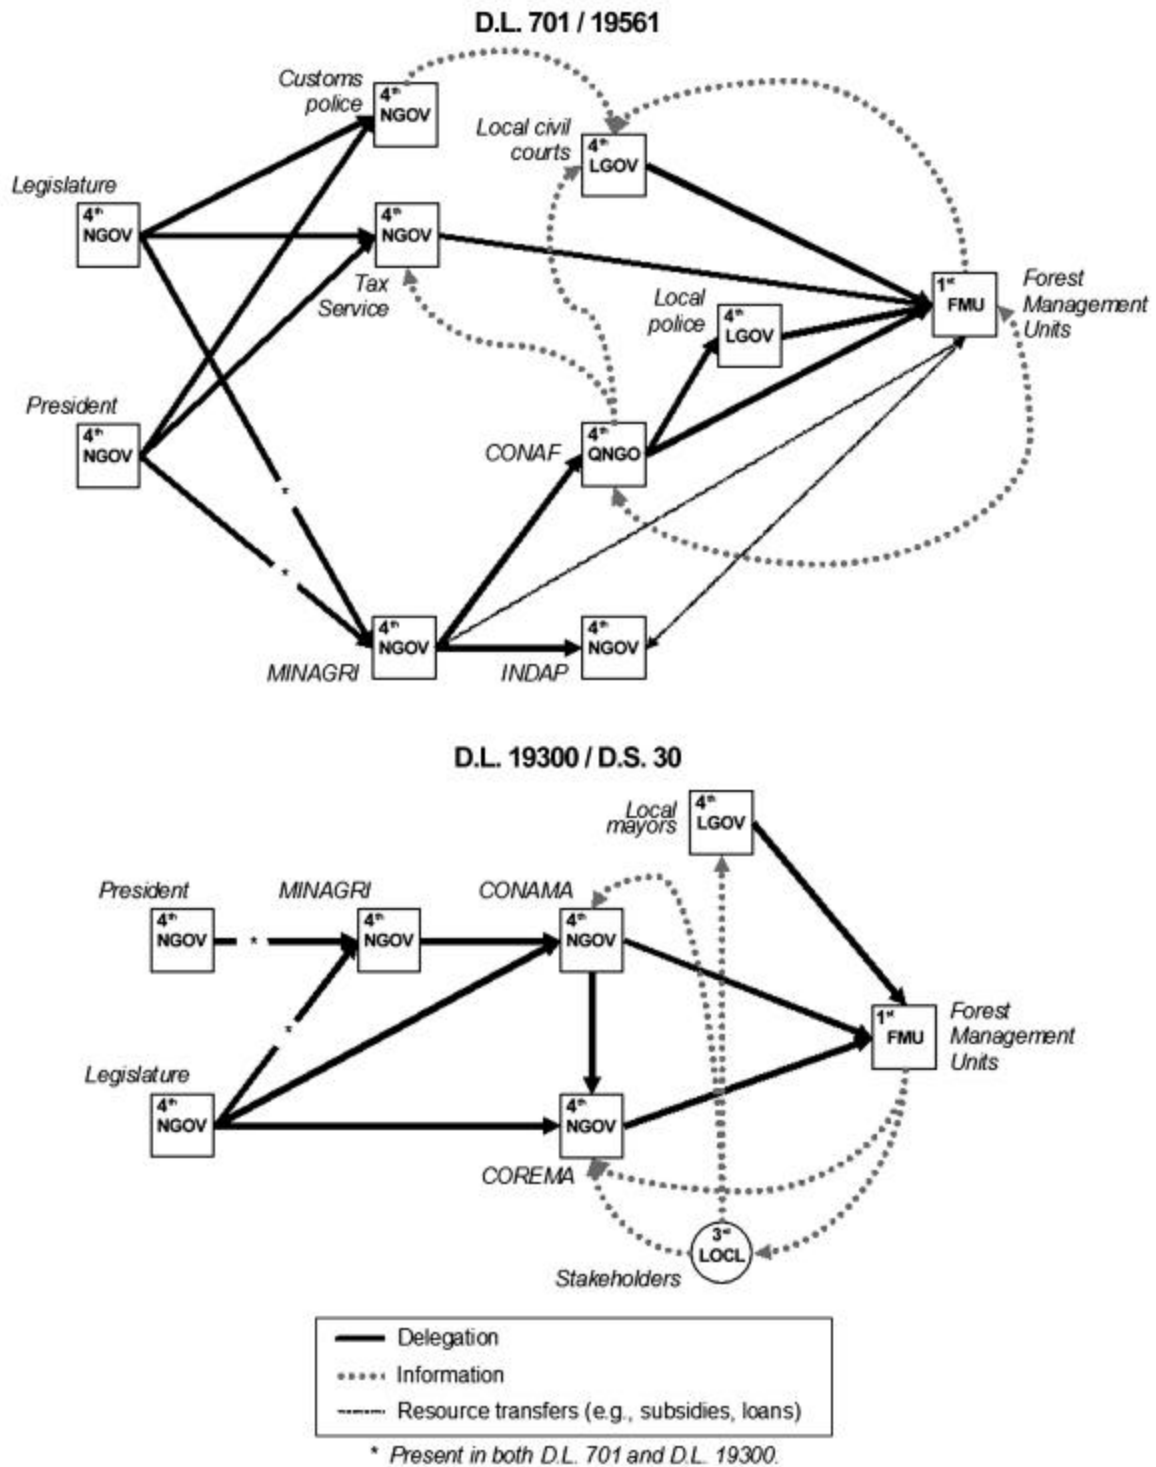 D.L. 701 / 19561
Customs
police
4th
NGOV
Local civil
courts
4th
LGOV
Legislature
4th
NGOV
4th
NGOV
Tax
Service
Local
police
4th
LGOV
1st
FMU
Forest
Management
Units
President
4th
NGOV
CONAF
4th
QNGO
*
*
MINAGRI
4th
NGOV
INDAP
4th
NGOV
D.L. 19300 / D.S. 30
Local
mayors
4th
LGOV
President
4th
NGOV
*
MINAGRI
4th
NGOV
CONAMA
4th
NGOV
*
1st
FMU
Forest
Management
Units
Legislature
4th
NGOV
4th
NGOV
COREMA
3rd
LOCL
Stakeholders
Delegation
Information
Resource transfers (e.g., subsidies, loans)
* Present in both D.L. 701 and D.L. 19300.